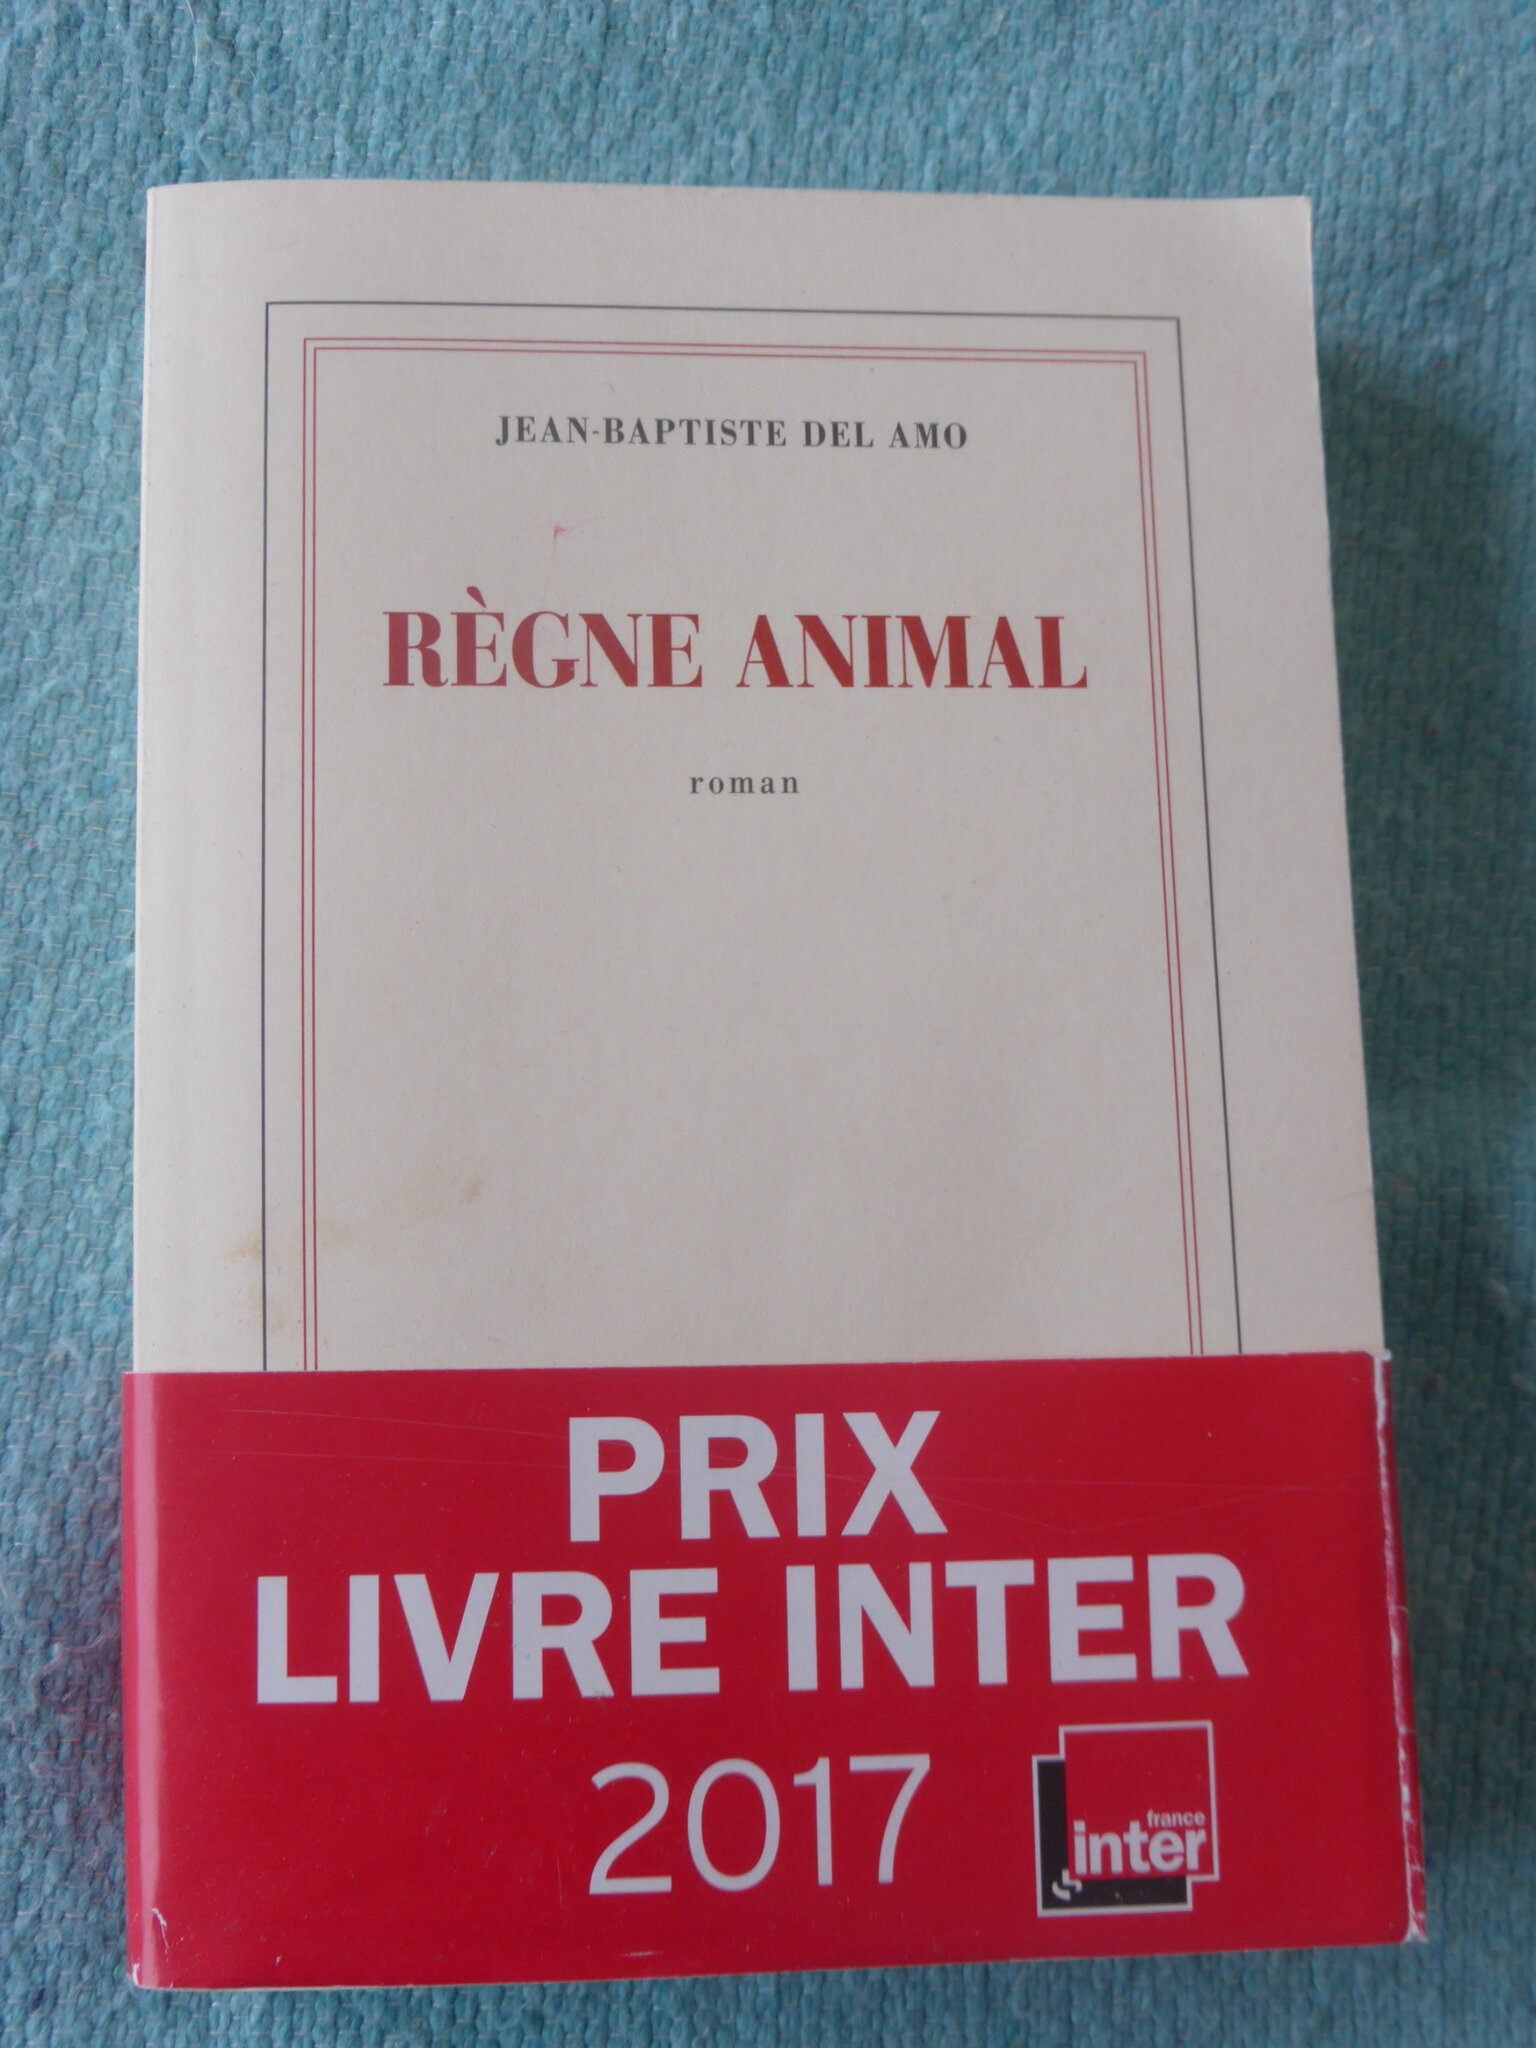 JEAN-BAPTISTE DEL AMO
RÈGNE ANIMAL
roman
PRIX
LIVRE INTER
2017
france
inter